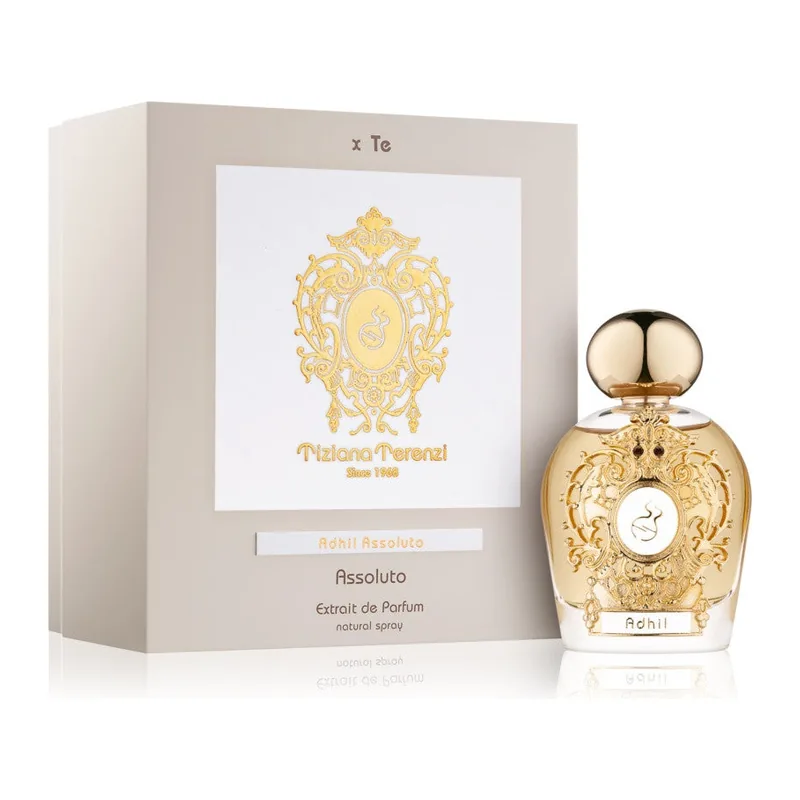 x Te
Tiziana Terenzi
Since 1968
Adhil Assoluto
Assoluto
Extrait de Parfum
natural spray
Adhil